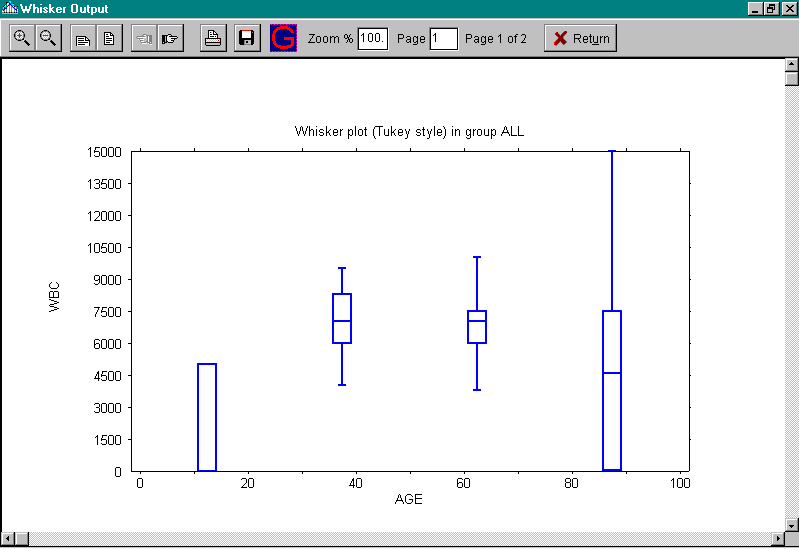 Whisker Output
G Zoom % 100. Page 1 Page 1 of 2 Return
Whisker plot (Tukey style) in group ALL
15000
13500
12000
10500
9000
7500
6000
4500
3000
1500
0
WBC
0 20 40 60 80 100
AGE